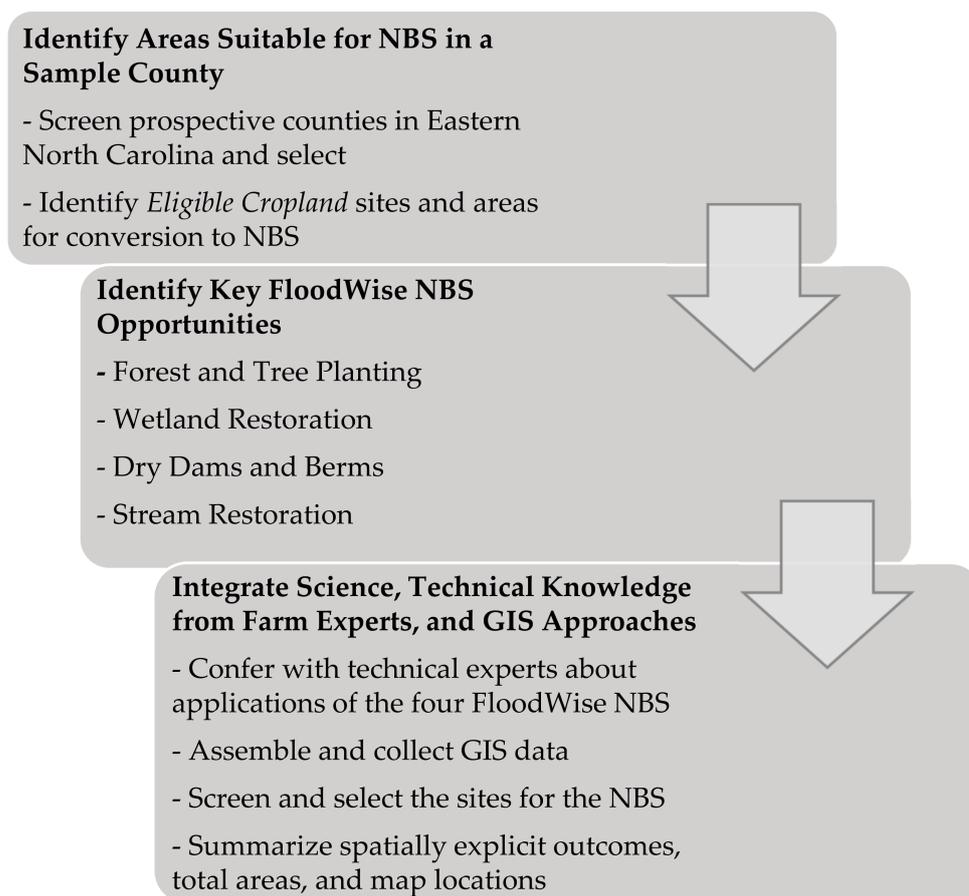 Identify Areas Suitable for NBS in a
Sample County
- Screen prospective counties in Eastern
North Carolina and select
- Identify Eligible Cropland sites and areas
for conversion to NBS
Identify Key FloodWise NBS
Opportunities
- Forest and Tree Planting
- Wetland Restoration
- Dry Dams and Berms
- Stream Restoration
Integrate Science, Technical Knowledge
from Farm Experts, and GIS Approaches
- Confer with technical experts about
applications of the four FloodWise NBS
- Assemble and collect GIS data
- Screen and select the sites for the NBS
- Summarize spatially explicit outcomes,
total areas, and map locations